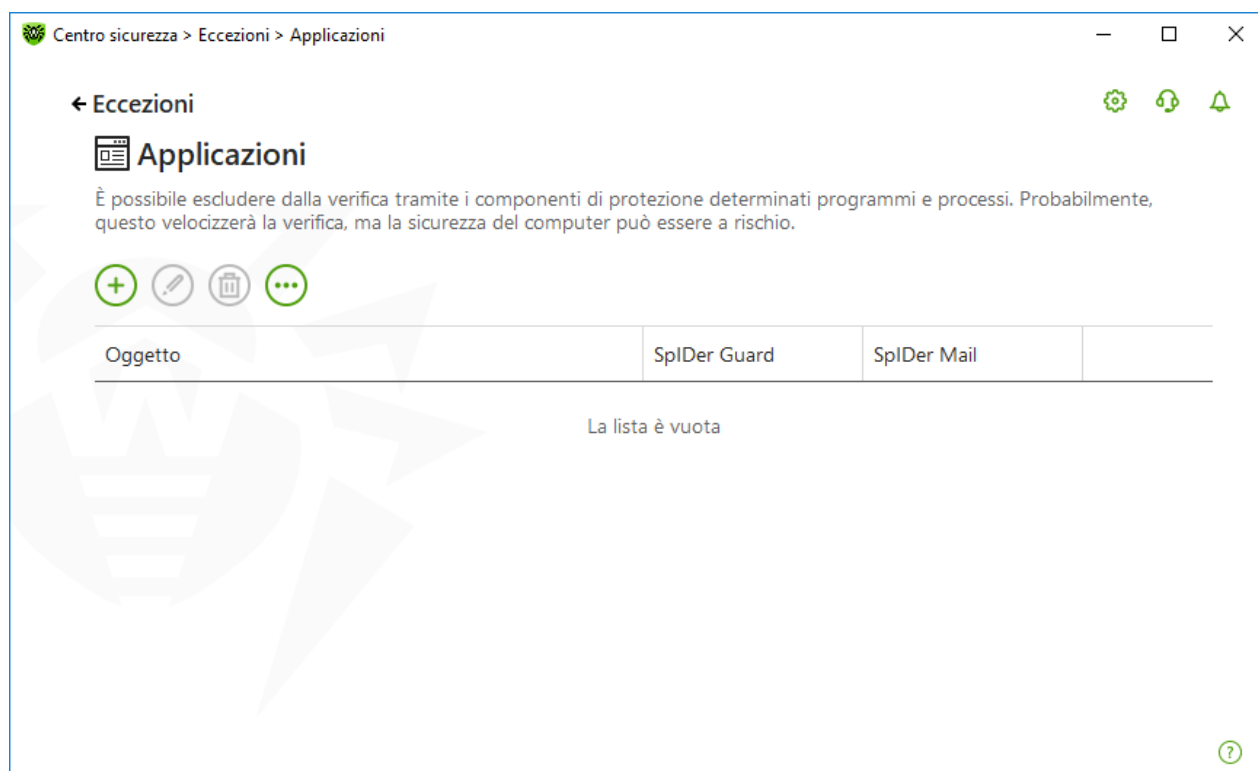 Centro sicurezza > Eccezioni > Applicazioni
Eccezioni
Applicazioni
È possibile escludere dalla verifica tramite i componenti di protezione determinati programmi e processi. Probabilmente,
questo velocizzerà la verifica, ma la sicurezza del computer può essere a rischio.
Oggetto
SpIDer Guard
SpIDer Mail
La lista è vuota